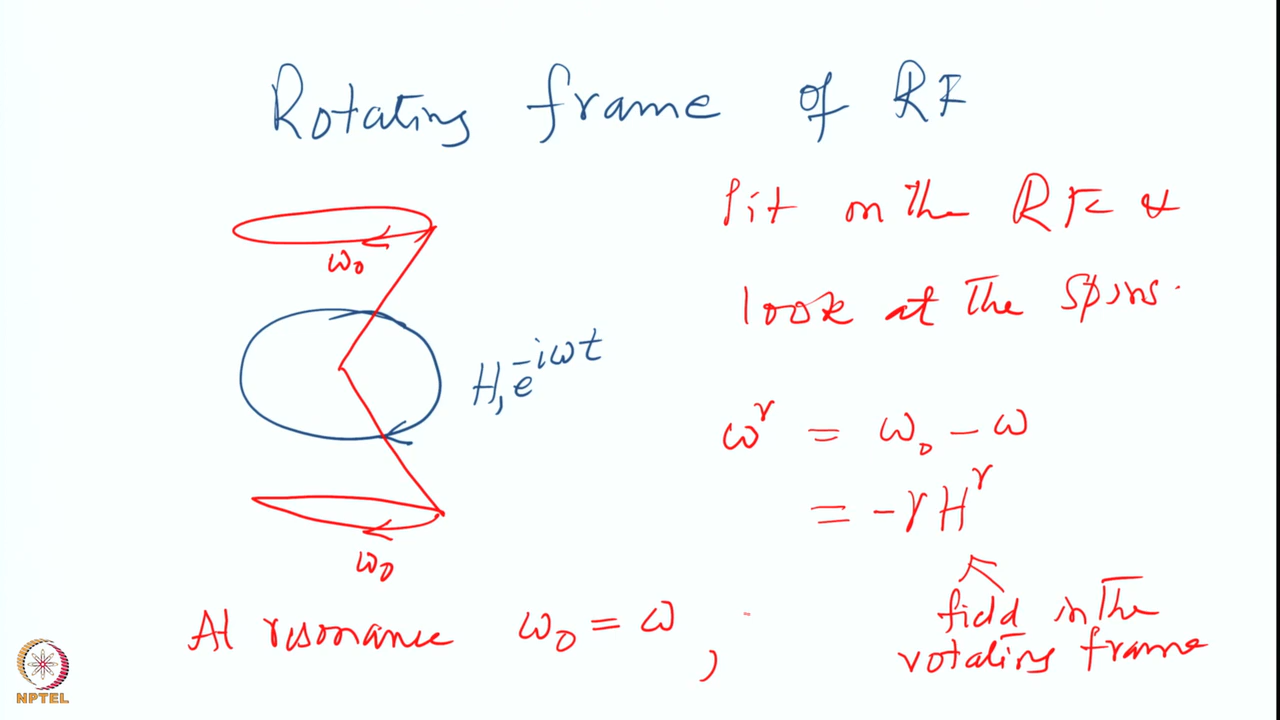 Rotating frame of RF
Sit on the RF &
look at the spins.
ω₀
H₁e^{-iωt}
ω^r = ω₀ - ω
= -γH^r
ω₀
field in the
rotating frame
At resonance ω₀ = ω ,
NPTEL